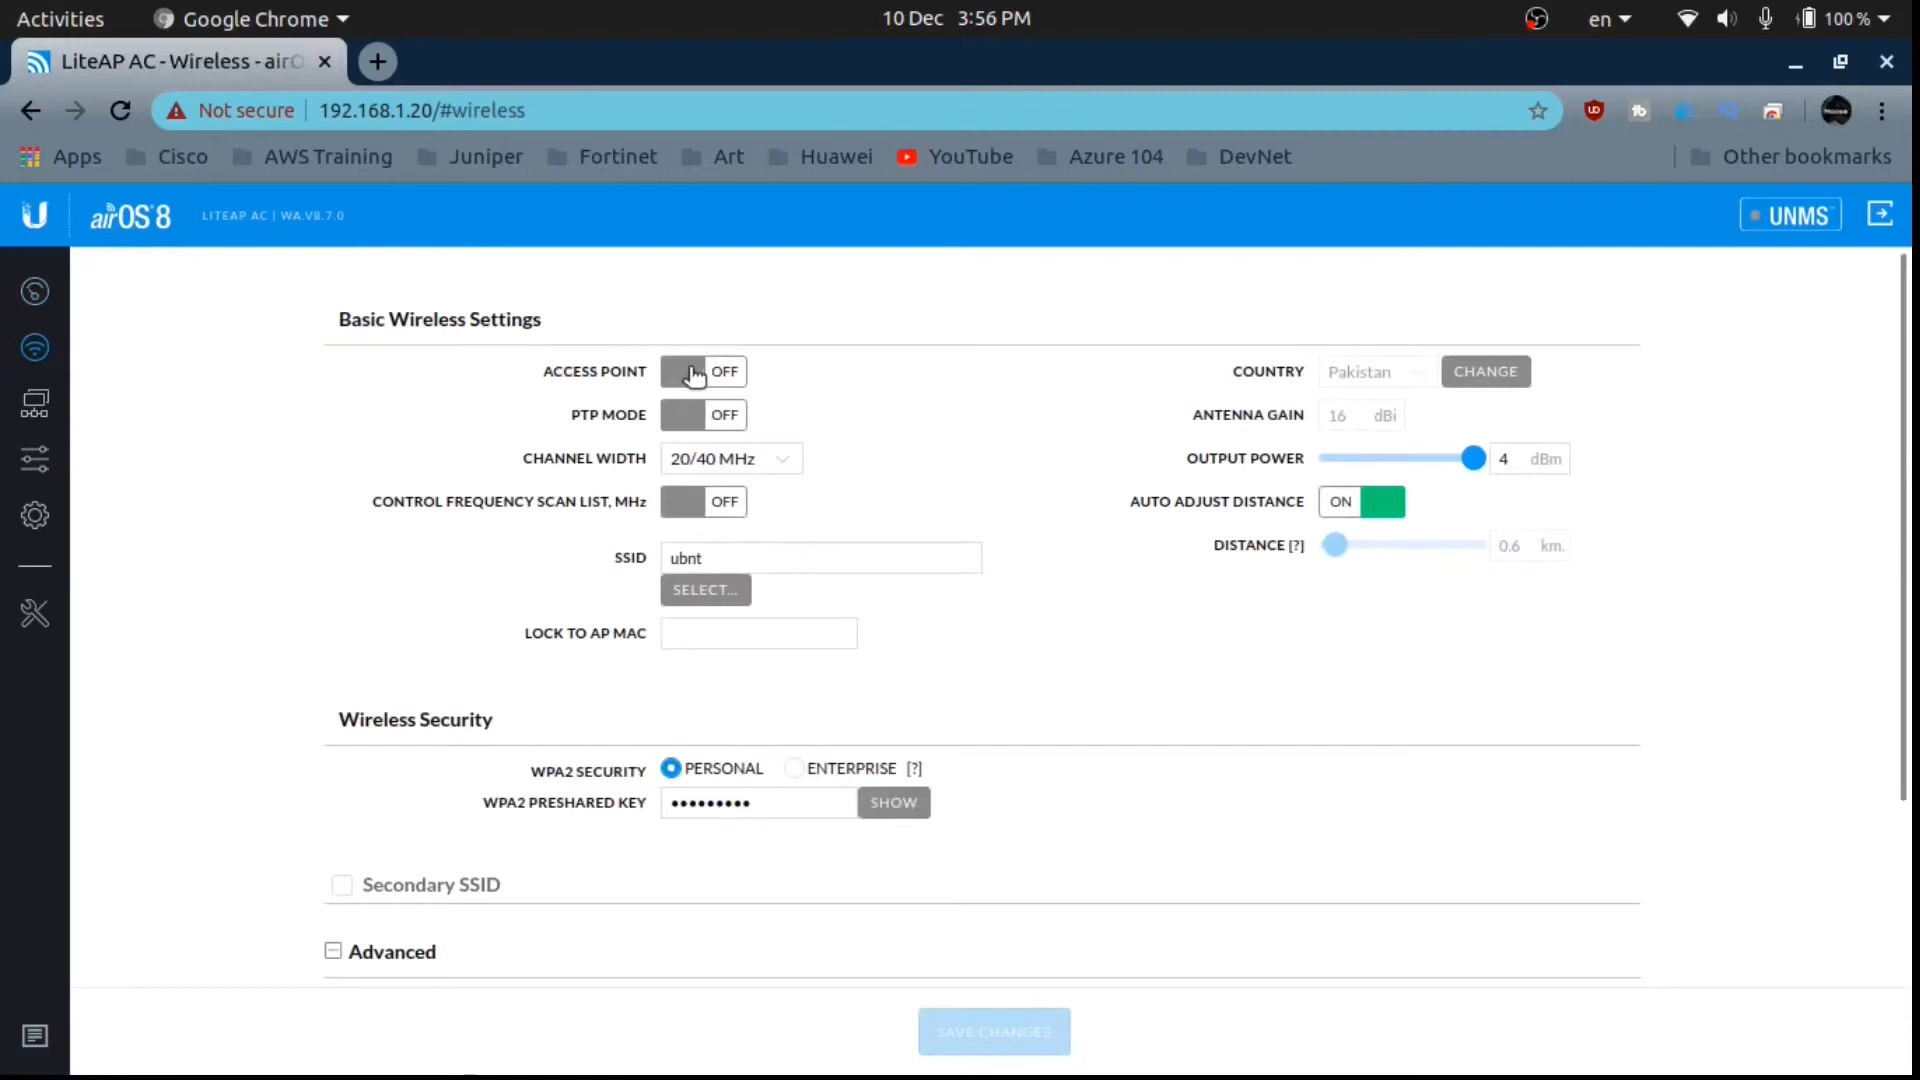 Activities Google Chrome 10 Dec 3:56 PM en 100 %
LiteAP AC - Wireless - airO
Not secure 192.168.1.20/#wireless
Apps Cisco AWS Training Juniper Fortinet Art Huawei YouTube Azure 104 DevNet Other bookmarks
airOS 8 LITEAP AC | WA.V8.7.0 UNMS
Basic Wireless Settings
ACCESS POINT OFF COUNTRY Pakistan CHANGE
PTP MODE OFF ANTENNA GAIN 16 dBi
CHANNEL WIDTH 20/40 MHz OUTPUT POWER 4 dBm
CONTROL FREQUENCY SCAN LIST, MHz OFF AUTO ADJUST DISTANCE ON
SSID ubnt DISTANCE [?] 0.6 km.
SELECT...
LOCK TO AP MAC
Wireless Security
WPA2 SECURITY PERSONAL ENTERPRISE [?]
WPA2 PRESHARED KEY ••••••••• SHOW
Secondary SSID
Advanced
SAVE CHANGES